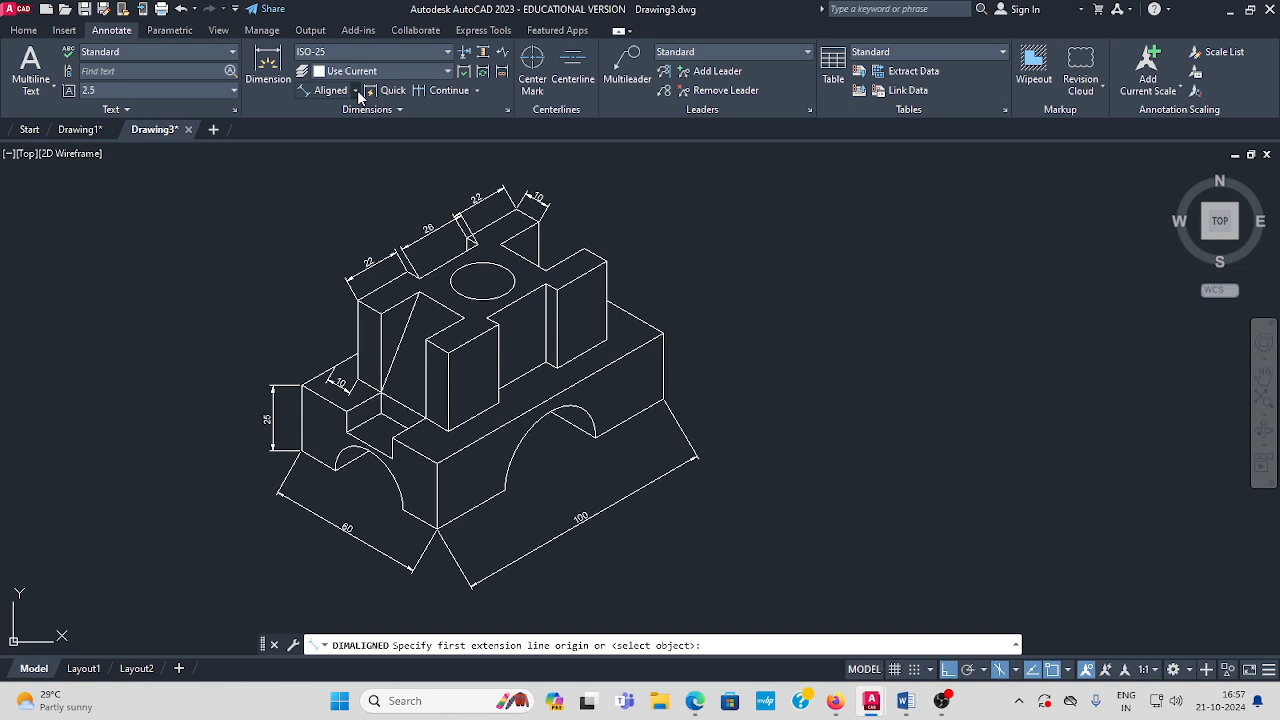 CAD Share Autodesk AutoCAD 2023 - EDUCATIONAL VERSION Drawing3.dwg Type a keyword or phrase Sign In
Home Insert Annotate Parametric View Manage Output Add-ins Collaborate Express Tools Featured Apps
Standard ISO-25 Standard Standard Scale List
Multiline Text Find text Dimension Use Current Center Mark Centerline Multileader Add Leader Table Extract Data Wipeout Revision Cloud Add Current Scale
2.5 Aligned Quick Continue Remove Leader Link Data
Text Dimensions Centerlines Leaders Tables Markup Annotation Scaling
Start Drawing1* Drawing3*
[−][Top][2D Wireframe]
N
W TOP E
S
WCS
22
10
26
22
10
25
60
100
Y
X
DIMALIGNED Specify first extension line origin or <select object>:
Model Layout1 Layout2 MODEL 1:1
29°C
Partly sunny
Search
ENG
IN
16:57
21-10-2024